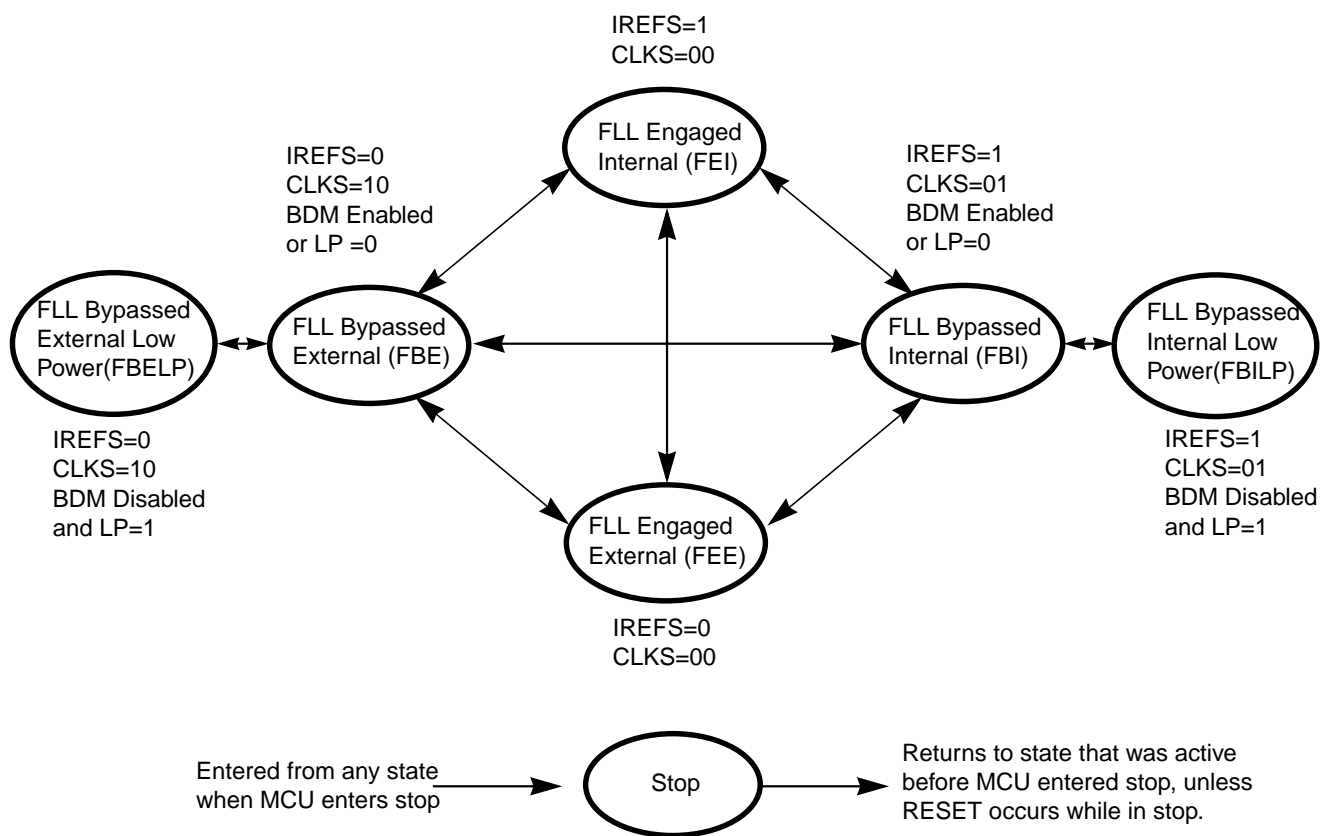 IREFS=1
CLKS=00
FLL Engaged
Internal (FEI)
IREFS=0
CLKS=10
BDM Enabled
or LP =0
IREFS=1
CLKS=01
BDM Enabled
or LP=0
FLL Bypassed
External Low
Power(FBELP)
FLL Bypassed
External (FBE)
FLL Bypassed
Internal (FBI)
FLL Bypassed
Internal Low
Power(FBILP)
IREFS=0
CLKS=10
BDM Disabled
and LP=1
IREFS=1
CLKS=01
BDM Disabled
and LP=1
FLL Engaged
External (FEE)
IREFS=0
CLKS=00
Entered from any state
when MCU enters stop
Stop
Returns to state that was active
before MCU entered stop, unless
RESET occurs while in stop.